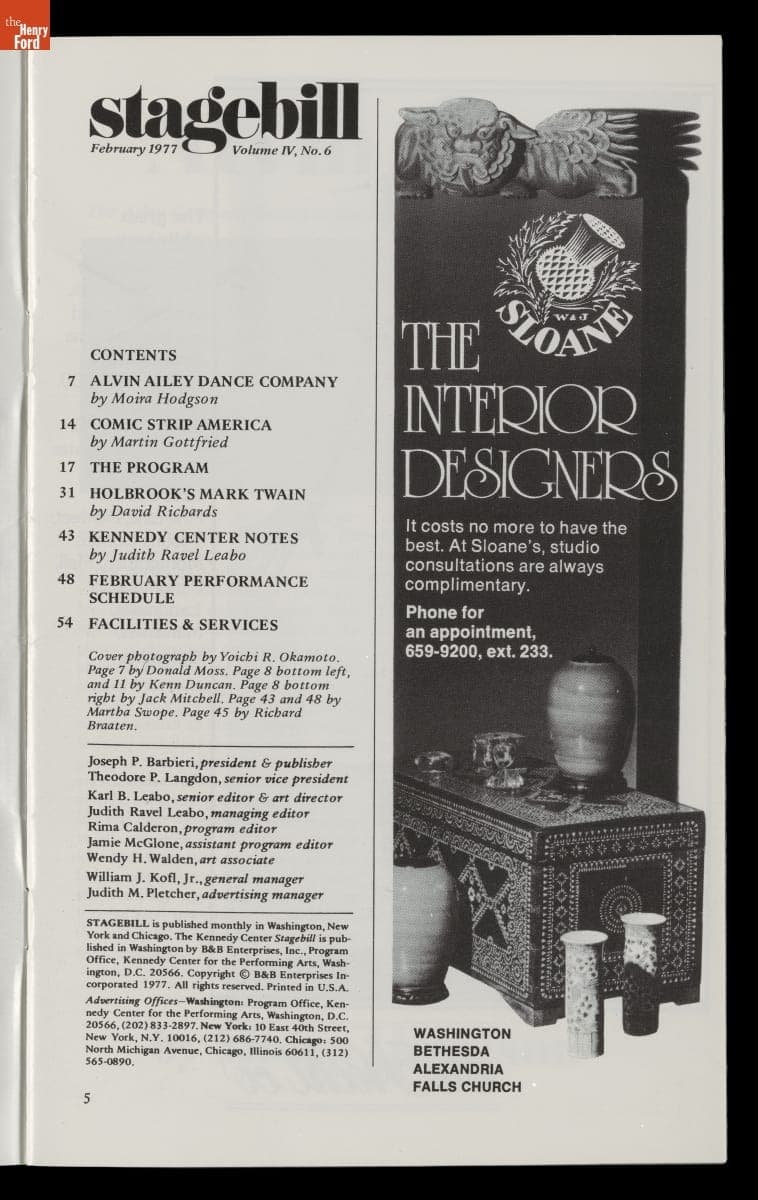 the
Henry
Ford
stagebill
February 1977 Volume IV, No. 6
CONTENTS
7 ALVIN AILEY DANCE COMPANY
by Moira Hodgson
14 COMIC STRIP AMERICA
by Martin Gottfried
17 THE PROGRAM
31 HOLBROOK'S MARK TWAIN
by David Richards
43 KENNEDY CENTER NOTES
by Judith Ravel Leabo
48 FEBRUARY PERFORMANCE
SCHEDULE
54 FACILITIES & SERVICES
Cover photograph by Yoichi R. Okamoto.
Page 7 by Donald Moss. Page 8 bottom left,
and 11 by Kenn Duncan. Page 8 bottom
right by Jack Mitchell. Page 43 and 48 by
Martha Swope. Page 45 by Richard
Braaten.
Joseph P. Barbieri, president & publisher
Theodore P. Langdon, senior vice president
Karl B. Leabo, senior editor & art director
Judith Ravel Leabo, managing editor
Rima Calderon, program editor
Jamie McGlone, assistant program editor
Wendy H. Walden, art associate
William J. Kofl, Jr., general manager
Judith M. Pletcher, advertising manager
STAGEBILL is published monthly in Washington, New
York and Chicago. The Kennedy Center Stagebill is pub-
lished in Washington by B&B Enterprises, Inc., Program
Office, Kennedy Center for the Performing Arts, Wash-
ington, D.C. 20566. Copyright © B&B Enterprises In-
corporated 1977. All rights reserved. Printed in U.S.A.
Advertising Offices—Washington: Program Office, Ken-
nedy Center for the Performing Arts, Washington, D.C.
20566, (202) 833-2897. New York: 10 East 40th Street,
New York, N.Y. 10016, (212) 686-7740. Chicago: 500
North Michigan Avenue, Chicago, Illinois 60611, (312)
565-0890.
5
W & J
SLOANE
THE
INTERIOR
DESIGNERS
It costs no more to have the
best. At Sloane's, studio
consultations are always
complimentary.
Phone for
an appointment,
659-9200, ext. 233.
WASHINGTON
BETHESDA
ALEXANDRIA
FALLS CHURCH